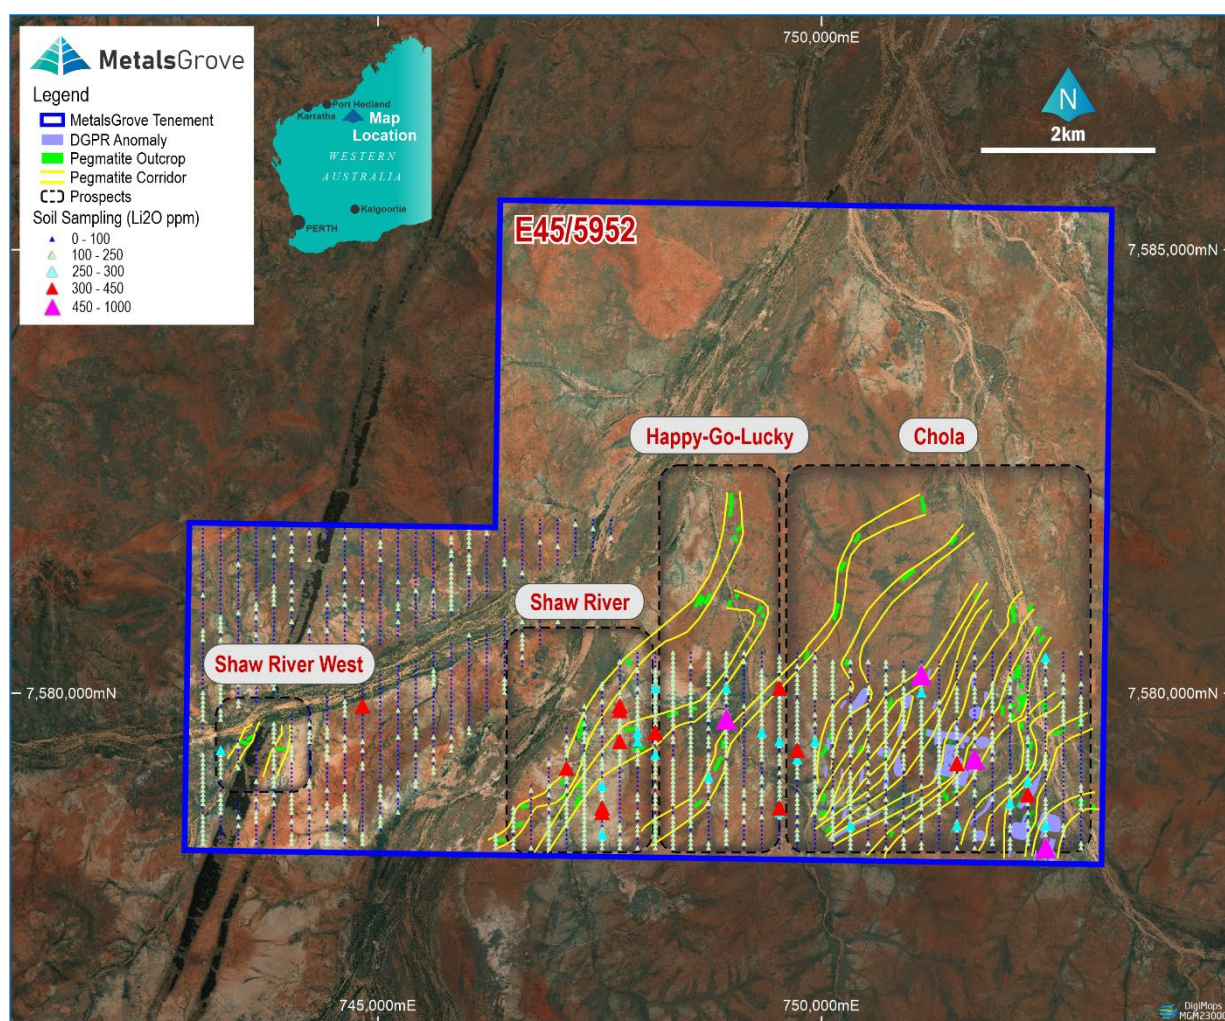 MetalsGrove
Legend
MetalsGrove Tenement
DGPR Anomaly
Pegmatite Outcrop
Pegmatite Corridor
Prospects
Soil Sampling (Li2O ppm)
0 - 100
100 - 250
250 - 300
300 - 450
450 - 1000
Port Hedland
Karratha
Map
Location
WESTERN
AUSTRALIA
Kalgoorlie
PERTH
750,000mE
N
2km
E45/5952
7,585,000mN
Happy-Go-Lucky
Chola
Shaw River
Shaw River West
7,580,000mN
7,580,000mN
745,000mE
750,000mE
DigiMaps